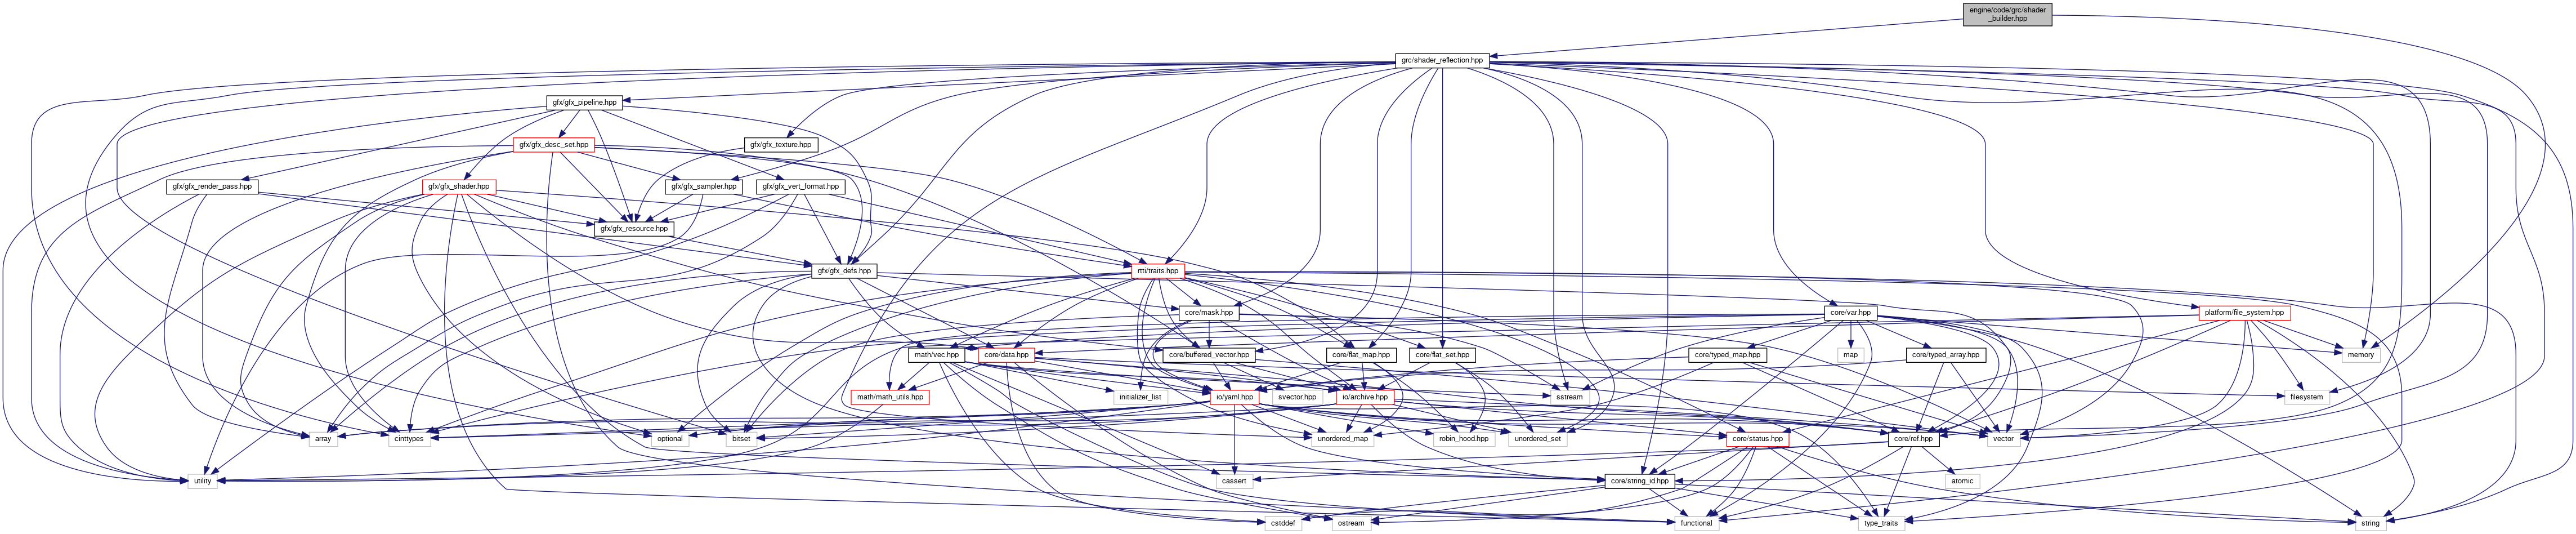 engine/code/grc/shader
_builder.hpp
grc/shader_reflection.hpp
gfx/gfx_pipeline.hpp
gfx/gfx_desc_set.hpp
gfx/gfx_texture.hpp
gfx/gfx_render_pass.hpp
gfx/gfx_shader.hpp
gfx/gfx_sampler.hpp
gfx/gfx_vert_format.hpp
gfx/gfx_resource.hpp
gfx/gfx_defs.hpp
rtti/traits.hpp
core/mask.hpp
core/var.hpp
platform/file_system.hpp
math/vec.hpp
core/data.hpp
core/buffered_vector.hpp
core/flat_map.hpp
core/flat_set.hpp
core/typed_map.hpp
map
core/typed_array.hpp
memory
math/math_utils.hpp
initializer_list
io/yaml.hpp
svector.hpp
io/archive.hpp
sstream
filesystem
array
cinttypes
optional
bitset
unordered_map
robin_hood.hpp
unordered_set
core/status.hpp
core/ref.hpp
vector
utility
cassert
core/string_id.hpp
atomic
cstddef
ostream
functional
type_traits
string